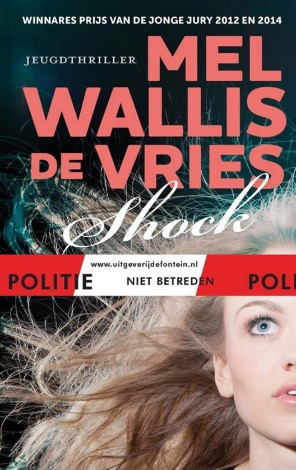 WINNARES PRIJS VAN DE JONGE JURY 2012 EN 2014
JEUGDTHRILLER
MEL
WALLIS
DE VRIES
Shock
www.uitgeverijdefontein.nl
POLITIE NIET BETREDEN POLI